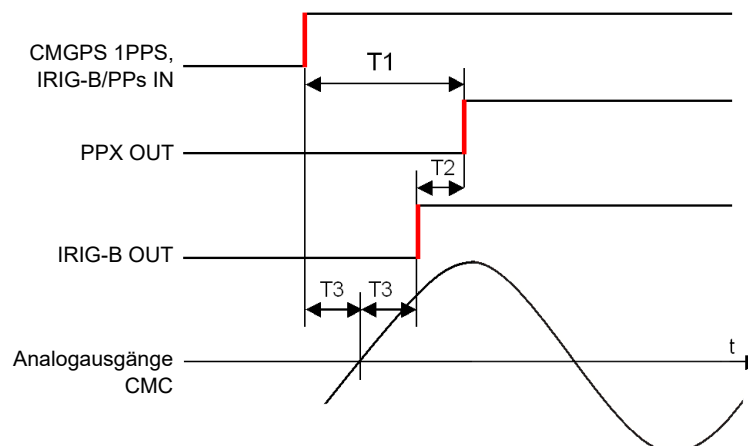 CMGPS 1PPS,
IRIG-B/PPs IN
T1
PPX OUT
T2
IRIG-B OUT
T3 T3
Analogausgänge
CMC
t